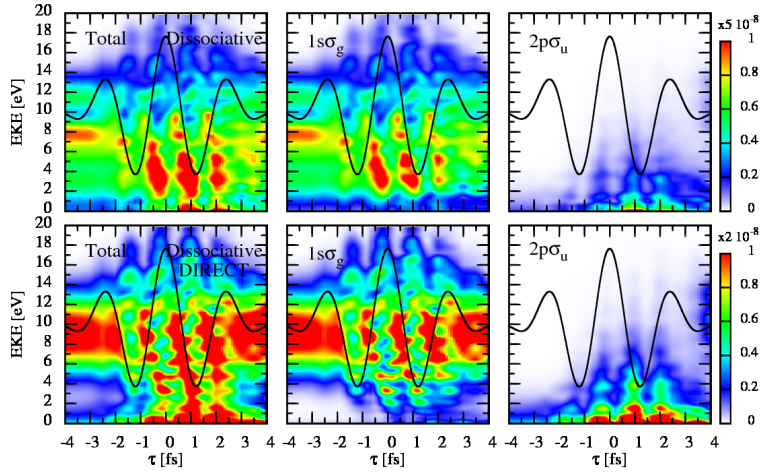 20 18 16 14 12 10 8 6 4 2 0
EKE [eV]
Total Dissociative
1sσg
2pσu
x5 10⁻⁸
1 0.8 0.6 0.4 0.2 0
20 18 16 14 12 10 8 6 4 2 0
EKE [eV]
Total Dissociative
DIRECT
1sσg
2pσu
x2 10⁻⁸
1 0.8 0.6 0.4 0.2 0
-4 -3 -2 -1 0 1 2 3 4 -3 -2 -1 0 1 2 3 4 -3 -2 -1 0 1 2 3 4
τ [fs] τ [fs] τ [fs]